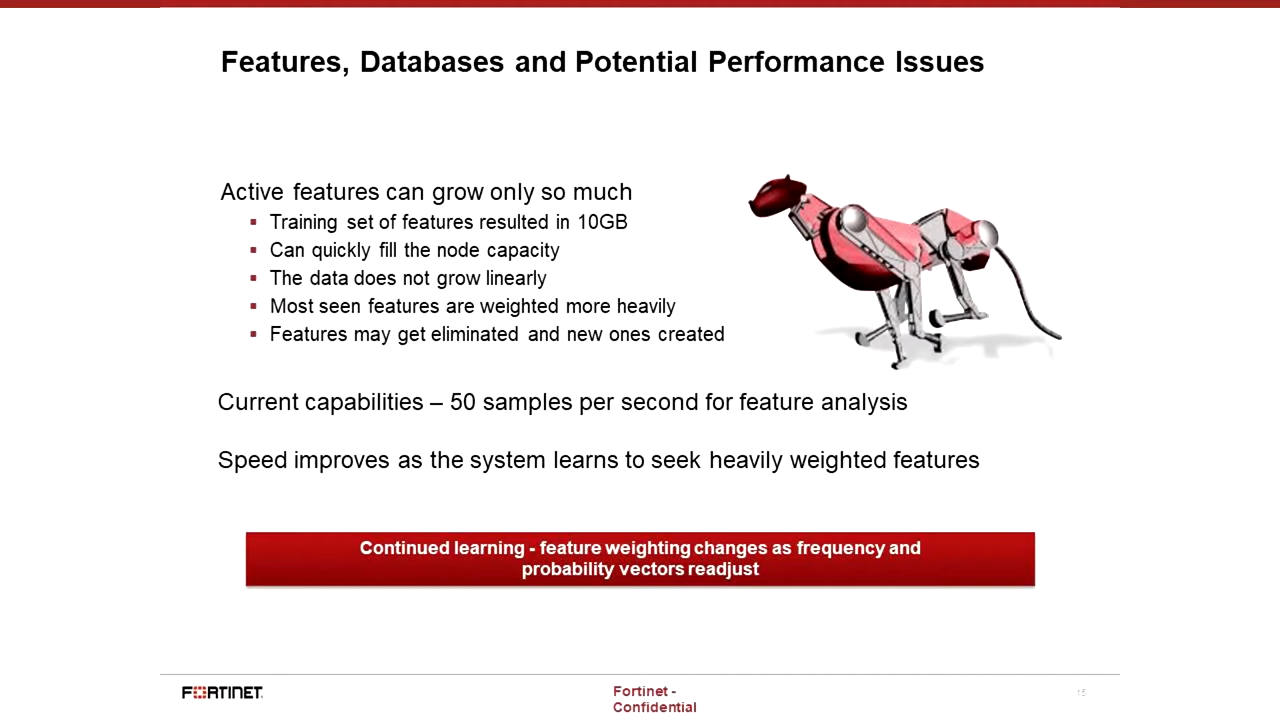 Features, Databases and Potential Performance Issues
Active features can grow only so much
▪ Training set of features resulted in 10GB
▪ Can quickly fill the node capacity
▪ The data does not grow linearly
▪ Most seen features are weighted more heavily
▪ Features may get eliminated and new ones created
Current capabilities – 50 samples per second for feature analysis
Speed improves as the system learns to seek heavily weighted features
Continued learning - feature weighting changes as frequency and
probability vectors readjust
FORTINET
Fortinet -
Confidential
15